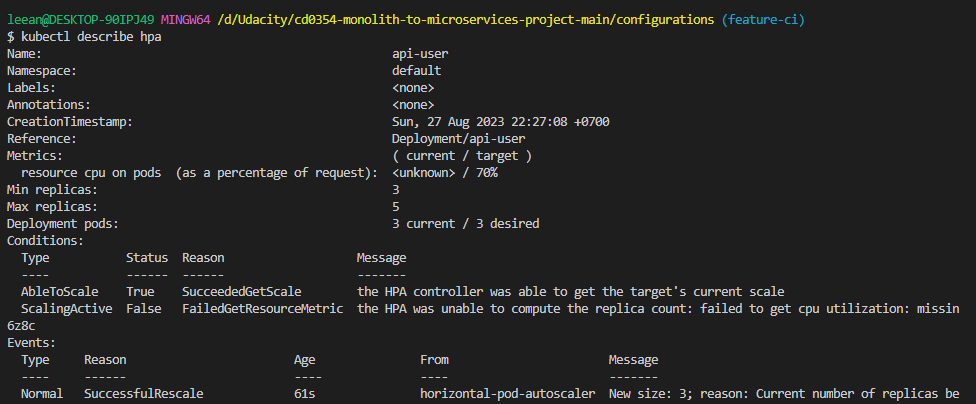 leean@DESKTOP-90IPJ49 MINGW64 /d/Udacity/cd0354-monolith-to-microservices-project-main/configurations (feature-ci)
$ kubectl describe hpa
Name: api-user
Namespace: default
Labels: <none>
Annotations: <none>
CreationTimestamp: Sun, 27 Aug 2023 22:27:08 +0700
Reference: Deployment/api-user
Metrics: ( current / target )
resource cpu on pods (as a percentage of request): <unknown> / 70%
Min replicas: 3
Max replicas: 5
Deployment pods: 3 current / 3 desired
Conditions:
Type Status Reason Message
---- ------ ------ -------
AbleToScale True SucceededGetScale the HPA controller was able to get the target's current scale
ScalingActive False FailedGetResourceMetric the HPA was unable to compute the replica count: failed to get cpu utilization: missin
6z8c
Events:
Type Reason Age From Message
---- ------ ---- ---- -------
Normal SuccessfulRescale 61s horizontal-pod-autoscaler New size: 3; reason: Current number of replicas be